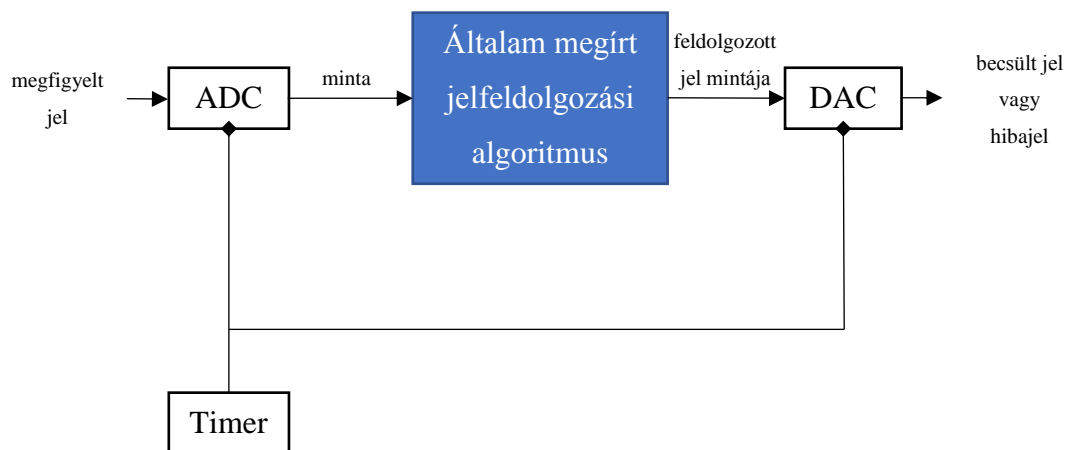 megfigyelt
jel
ADC
minta
Általam megírt
jelfeldolgozási
algoritmus
feldolgozott
jel mintája
DAC
becsült jel
vagy
hibajel
Timer